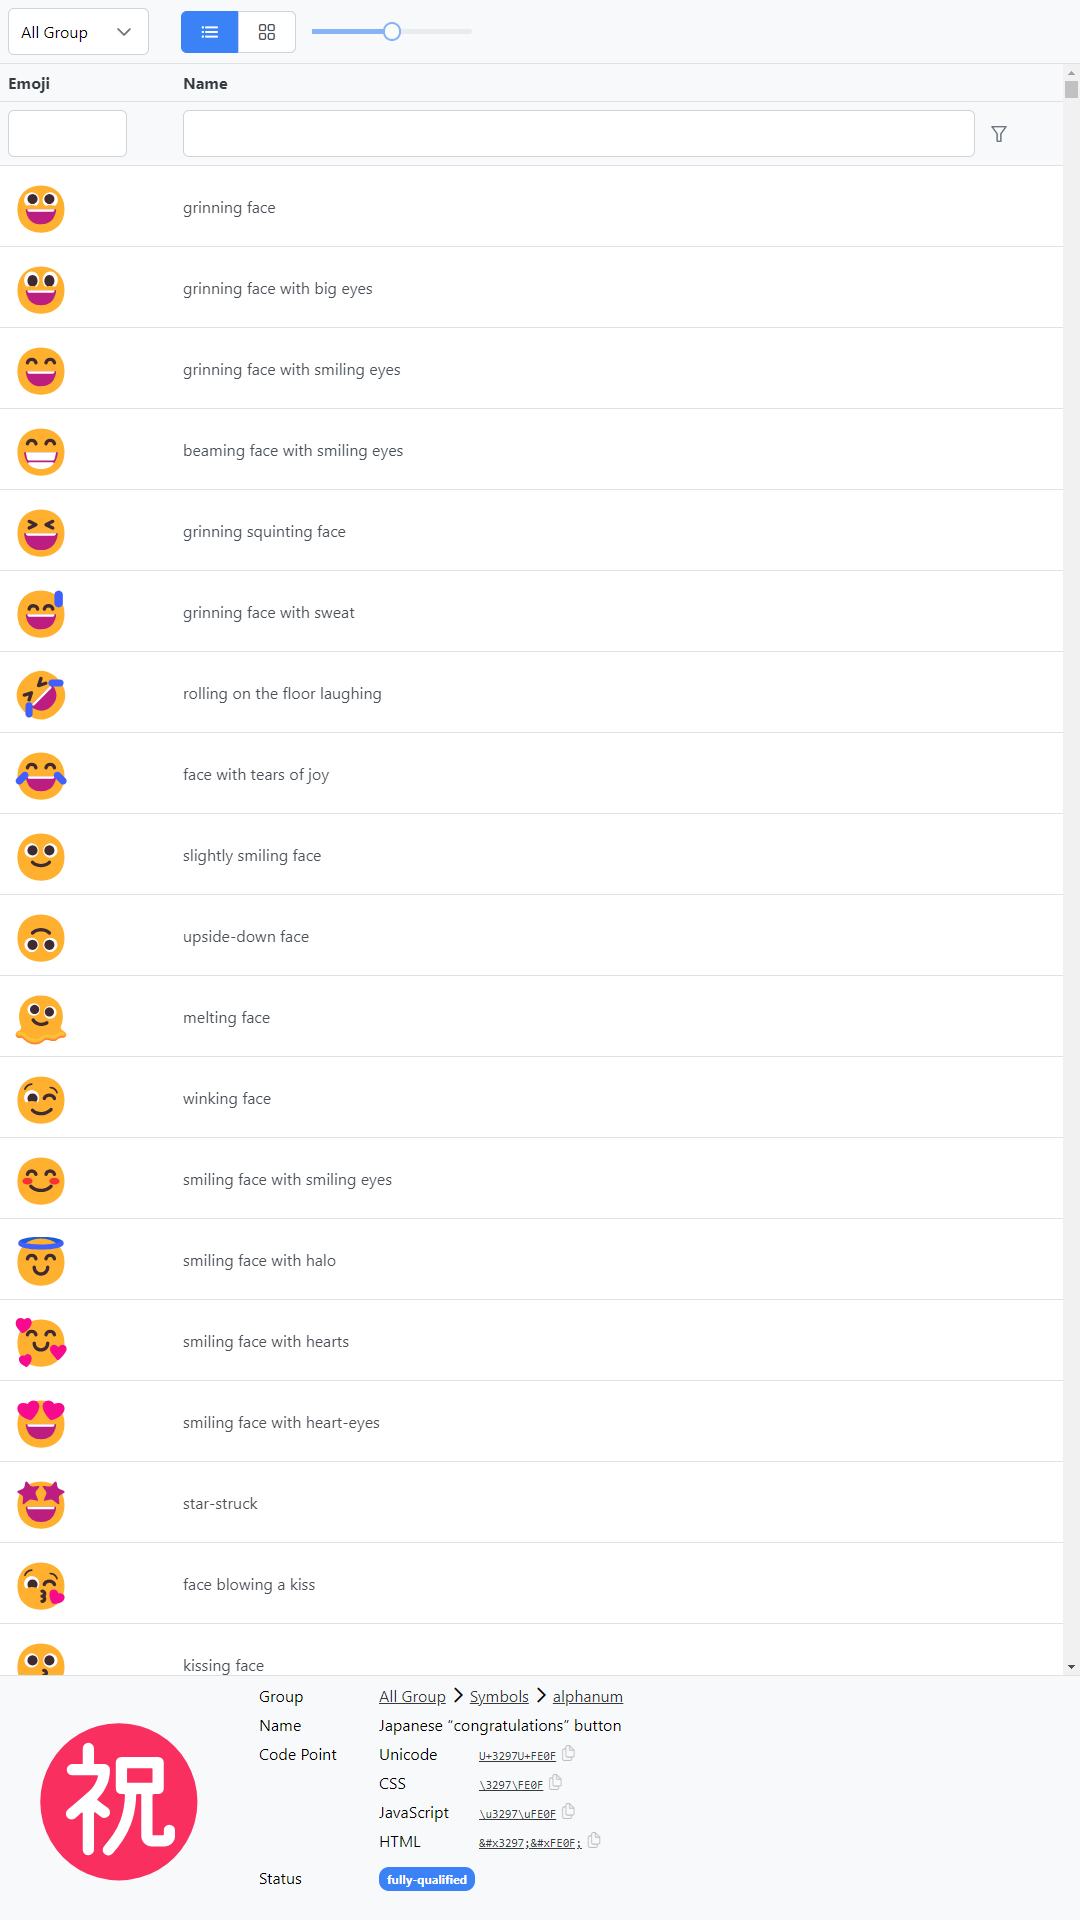 All Group
Emoji Name
grinning face
grinning face with big eyes
grinning face with smiling eyes
beaming face with smiling eyes
grinning squinting face
grinning face with sweat
rolling on the floor laughing
face with tears of joy
slightly smiling face
upside-down face
melting face
winking face
smiling face with smiling eyes
smiling face with halo
smiling face with hearts
smiling face with heart-eyes
star-struck
face blowing a kiss
kissing face
祝
Group All Group > Symbols > alphanum
Name Japanese “congratulations” button
Code Point Unicode U+3297U+FE0F
CSS \3297\FE0F
JavaScript \u3297\uFE0F
HTML &#x3297;&#xFE0F;
Status fully-qualified